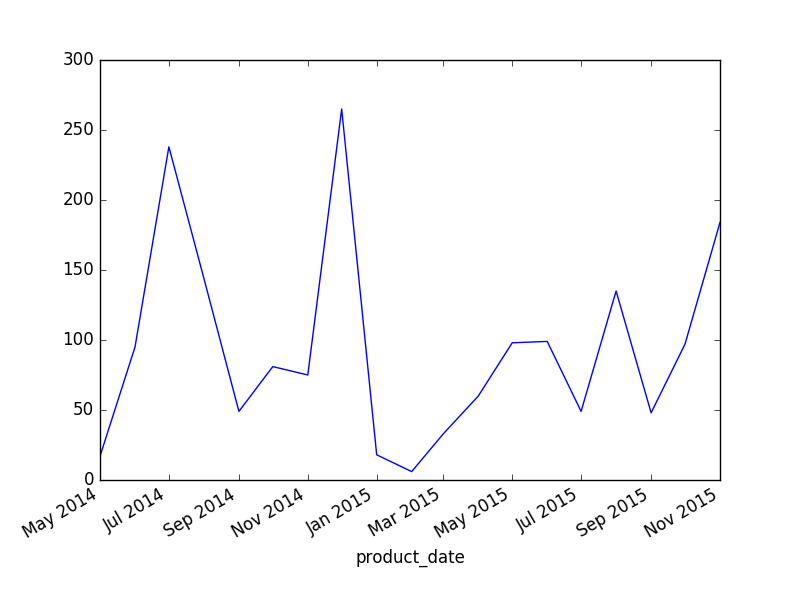 300
250
200
150
100
50
0
May 2014
Jul 2014
Sep 2014
Nov 2014
Jan 2015
Mar 2015
May 2015
Jul 2015
Sep 2015
Nov 2015
product_date